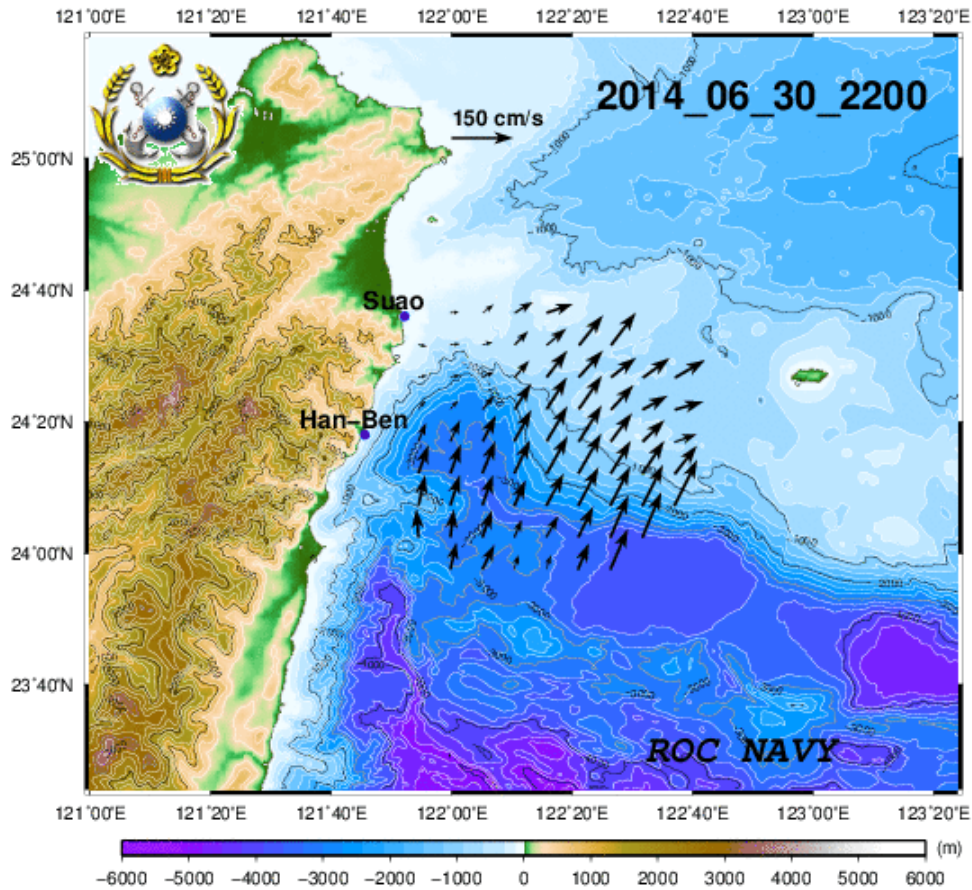 121˚00'E 121˚20'E 121˚40'E 122˚00'E 122˚20'E 122˚40'E 123˚00'E 123˚20'E
2014_06_30_2200
150 cm/s
25˚00'N
24˚40'N
Suao
24˚20'N
Han-Ben
24˚00'N
23˚40'N
ROC NAVY
121˚00'E 121˚20'E 121˚40'E 122˚00'E 122˚20'E 122˚40'E 123˚00'E 123˚20'E
(m)
−6000 −5000 −4000 −3000 −2000 −1000 0 1000 2000 3000 4000 5000 6000